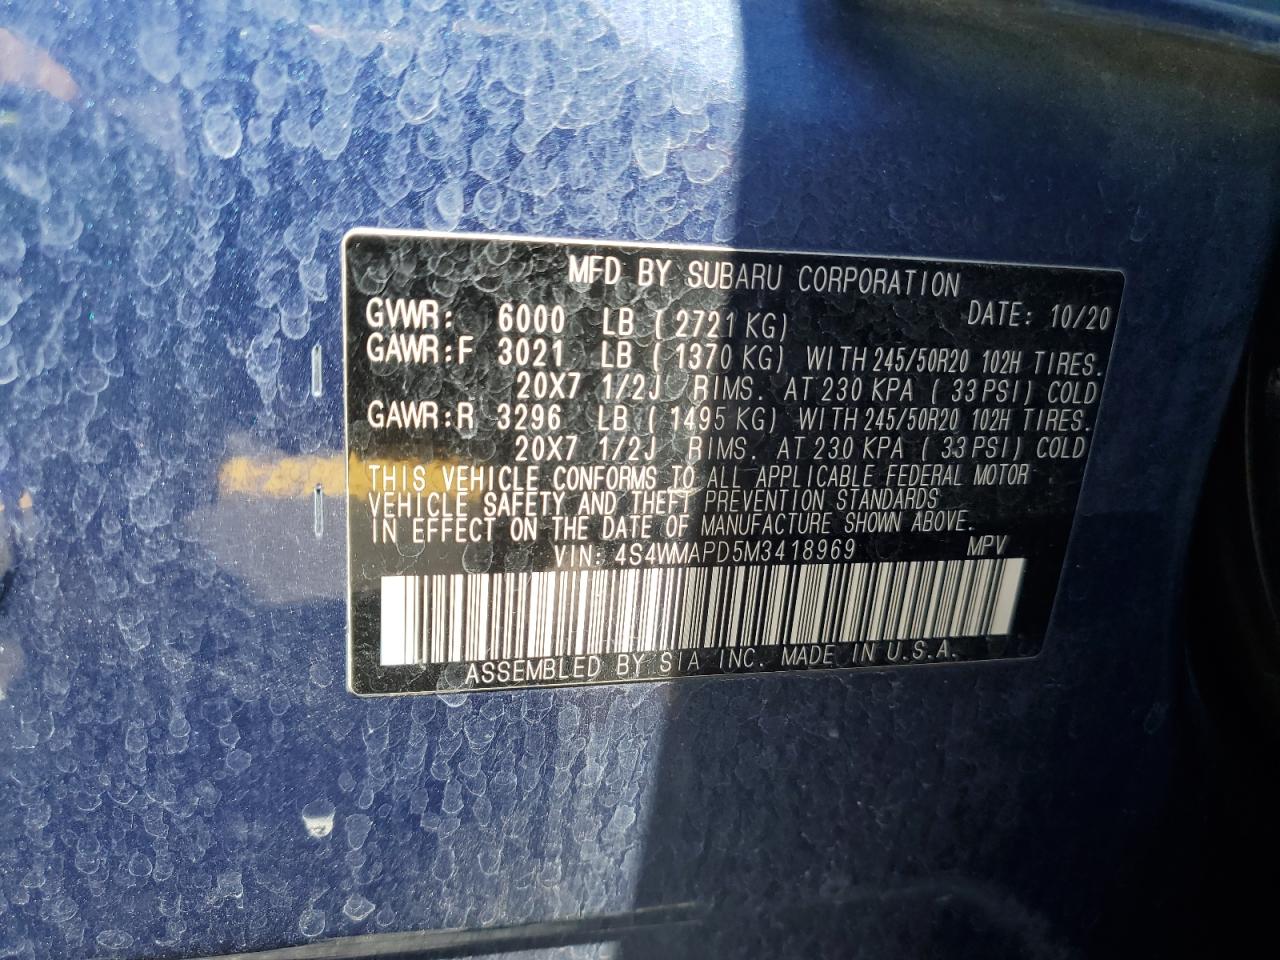 MFD BY SUBARU CORPORATION
GVWR: 6000 LB ( 2721 KG) DATE: 10/20
GAWR:F 3021 LB ( 1370 KG) WITH 245/50R20 102H TIRES.
20X7 1/2J RIMS. AT 230 KPA ( 33 PSI) COLD
GAWR:R 3296 LB ( 1495 KG) WITH 245/50R20 102H TIRES.
20X7 1/2J RIMS. AT 230 KPA ( 33 PSI) COLD
THIS VEHICLE CONFORMS TO ALL APPLICABLE FEDERAL MOTOR
VEHICLE SAFETY AND THEFT PREVENTION STANDARDS
IN EFFECT ON THE DATE OF MANUFACTURE SHOWN ABOVE.
VIN: 4S4WMAPD5M3418969 MPV
ASSEMBLED BY SIA INC. MADE IN U.S.A.